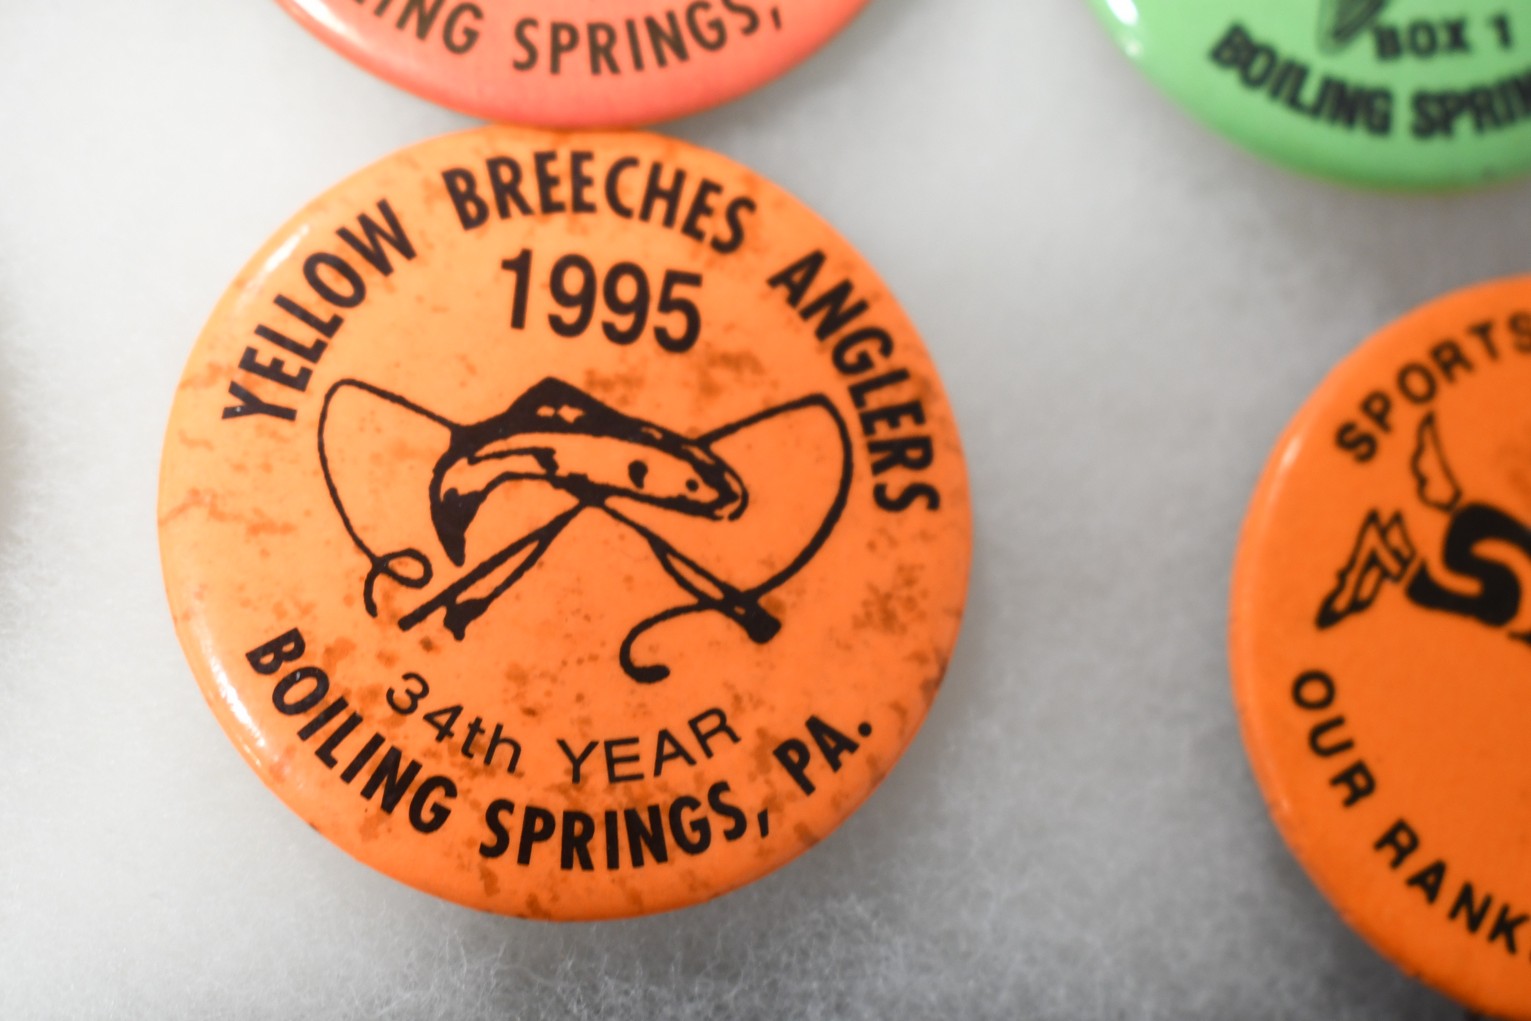 ING SPRINGS,
BOX 1
BOILING SPRIN
YELLOW BREECHES ANGLERS
1995
34th YEAR
BOILING SPRINGS, PA.
SPORTS
OUR RANK